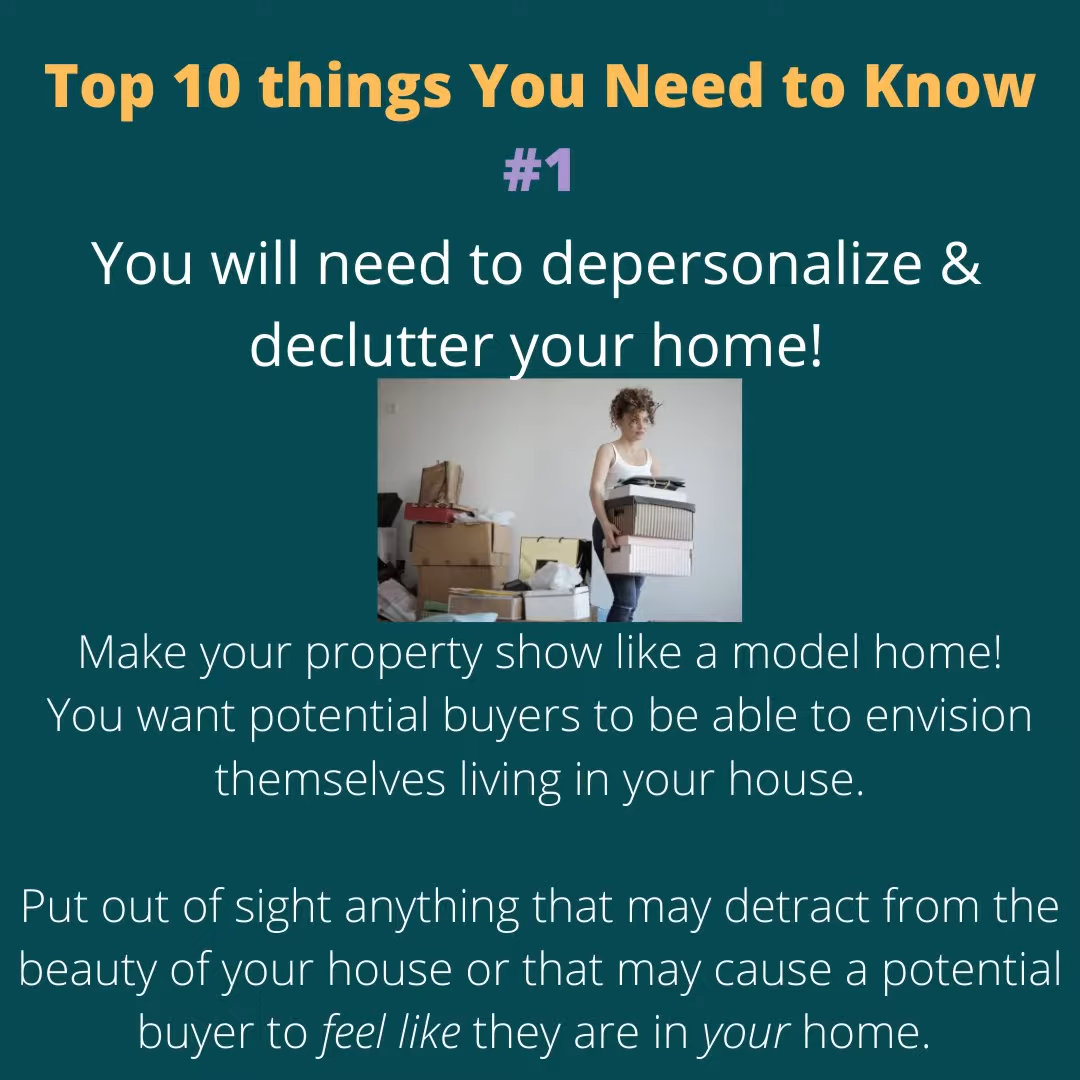 Top 10 things You Need to Know
#1
You will need to depersonalize &
declutter your home!
Make your property show like a model home!
You want potential buyers to be able to envision
themselves living in your house.
Put out of sight anything that may detract from the
beauty of your house or that may cause a potential
buyer to feel like they are in your home.